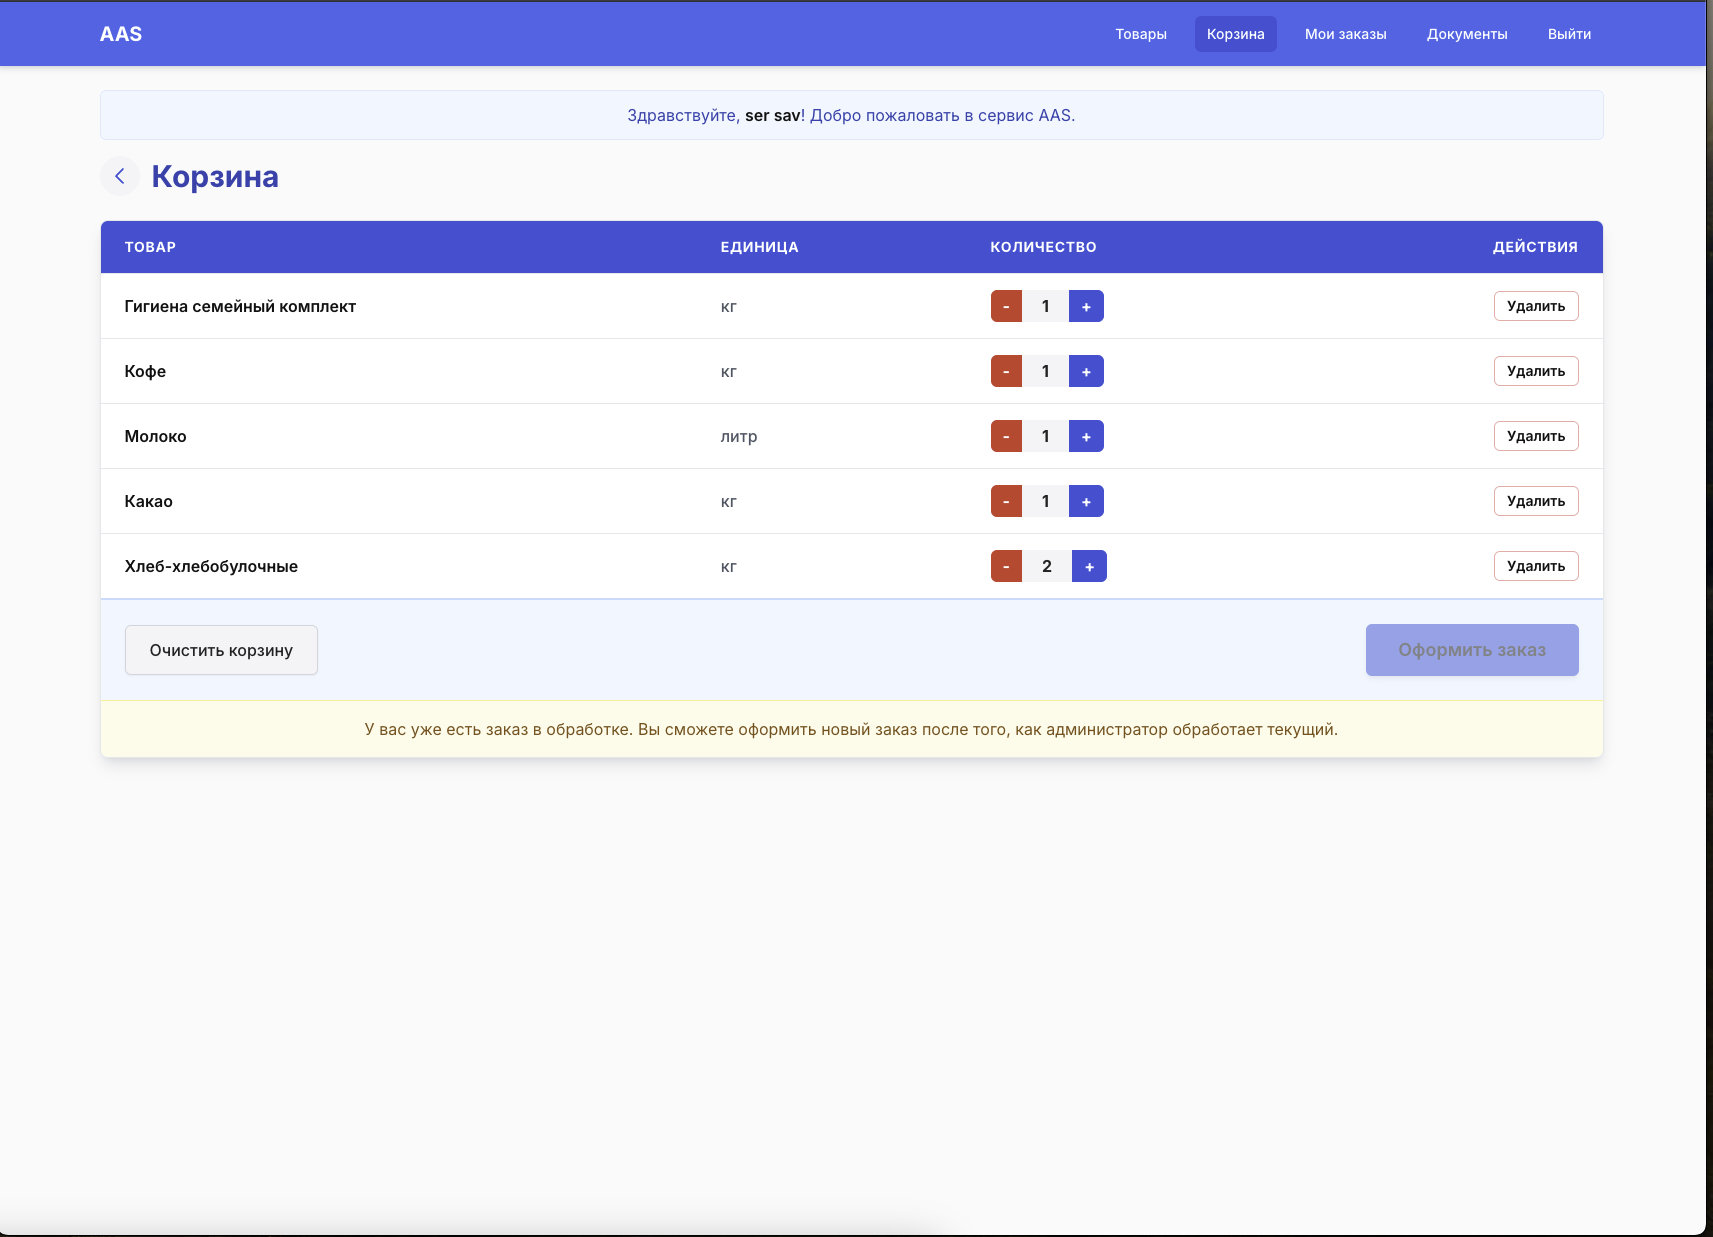 AAS
Товары
Корзина
Мои заказы
Документы
Выйти
Здравствуйте, ser sav! Добро пожаловать в сервис AAS.
Корзина
ТОВАР ЕДИНИЦА КОЛИЧЕСТВО ДЕЙСТВИЯ
Гигиена семейный комплект кг - 1 + Удалить
Кофе кг - 1 + Удалить
Молоко литр - 1 + Удалить
Какао кг - 1 + Удалить
Хлеб-хлебобулочные кг - 2 + Удалить
Очистить корзину
Оформить заказ
У вас уже есть заказ в обработке. Вы сможете оформить новый заказ после того, как администратор обработает текущий.